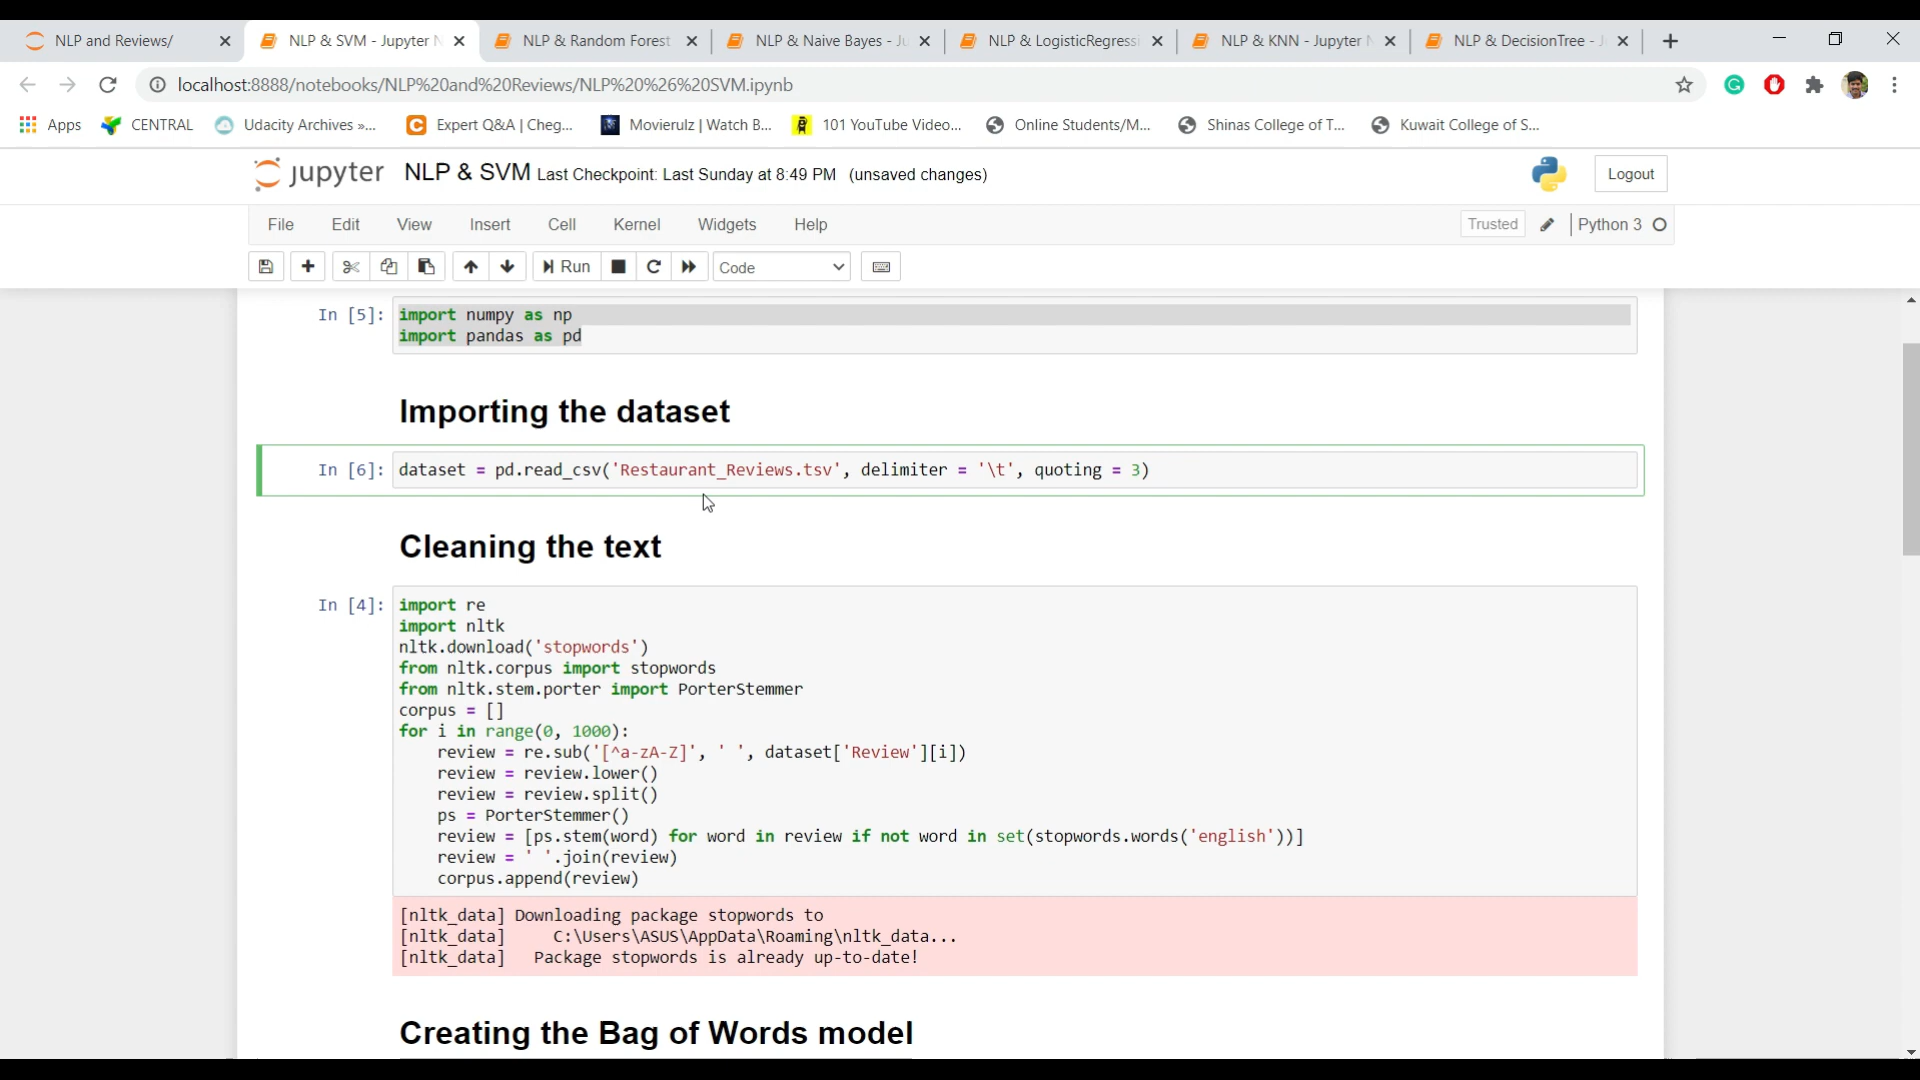 NLP and Reviews/
NLP & SVM - Jupyter N
NLP & Random Forest
NLP & Naive Bayes - Ju
NLP & LogisticRegressi
NLP & KNN - Jupyter N
NLP & DecisionTree - J
localhost:8888/notebooks/NLP%20and%20Reviews/NLP%20%26%20SVM.ipynb
Apps
CENTRAL
Udacity Archives »...
Expert Q&A | Cheg...
Movierulz | Watch B...
101 YouTube Video...
Online Students/M...
Shinas College of T...
Kuwait College of S...
jupyter NLP & SVM Last Checkpoint: Last Sunday at 8:49 PM (unsaved changes)
Logout
File Edit View Insert Cell Kernel Widgets Help
Trusted
Python 3
Run
Code
In [5]: import numpy as np
import pandas as pd
Importing the dataset
In [6]: dataset = pd.read_csv('Restaurant_Reviews.tsv', delimiter = '\t', quoting = 3)
Cleaning the text
In [4]: import re
import nltk
nltk.download('stopwords')
from nltk.corpus import stopwords
from nltk.stem.porter import PorterStemmer
corpus = []
for i in range(0, 1000):
    review = re.sub('[^a-zA-Z]', ' ', dataset['Review'][i])
    review = review.lower()
    review = review.split()
    ps = PorterStemmer()
    review = [ps.stem(word) for word in review if not word in set(stopwords.words('english'))]
    review = ' '.join(review)
    corpus.append(review)
[nltk_data] Downloading package stopwords to
[nltk_data]     C:\Users\ASUS\AppData\Roaming\nltk_data...
[nltk_data]   Package stopwords is already up-to-date!
Creating the Bag of Words model